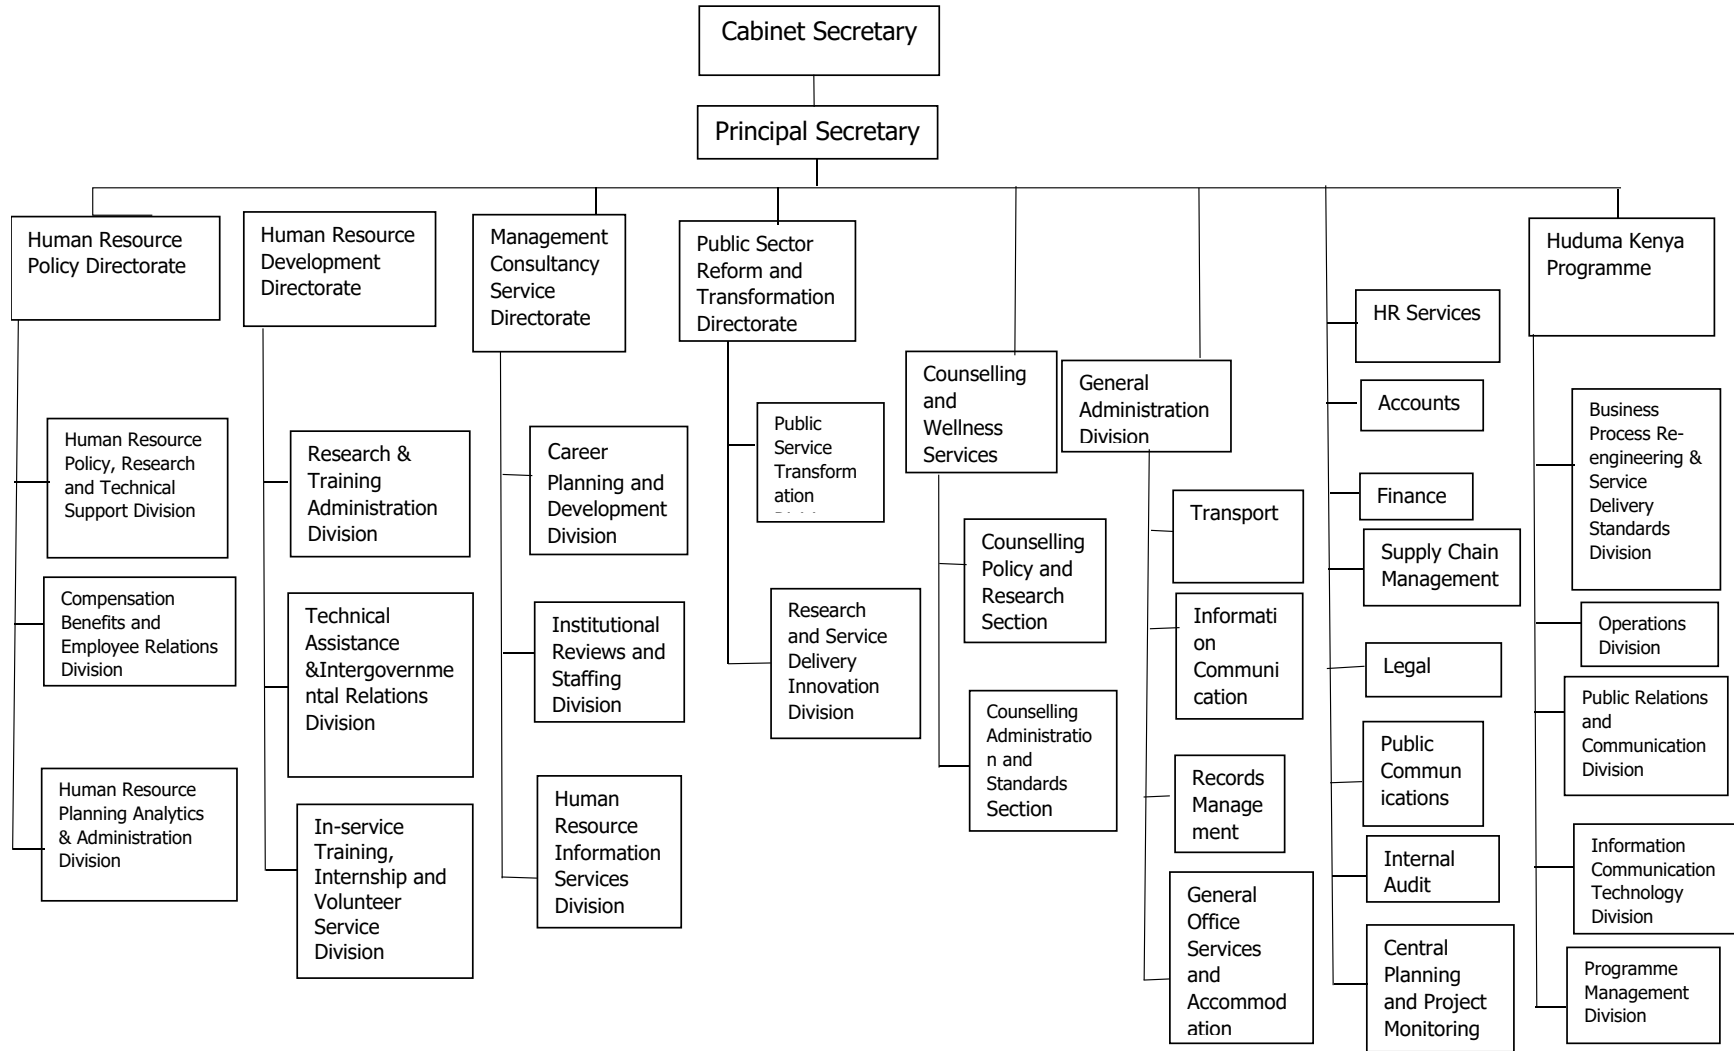 Cabinet Secretary
Principal Secretary
Human Resource
Policy Directorate
Human Resource
Policy, Research
and Technical
Support Division
Compensation
Benefits and
Employee Relations
Division
Human Resource
Planning Analytics
& Administration
Division
Human Resource
Development
Directorate
Research &
Training
Administration
Division
Technical
Assistance
&Intergovernme
ntal Relations
Division
In-service
Training,
Internship and
Volunteer
Service
Division
Management
Consultancy
Service
Directorate
Career
Planning and
Development
Division
Institutional
Reviews and
Staffing
Division
Human
Resource
Information
Services
Division
Public Sector
Reform and
Transformation
Directorate
Public
Service
Transform
ation
Research
and Service
Delivery
Innovation
Division
Counselling
and
Wellness
Services
Counselling
Policy and
Research
Section
Counselling
Administratio
n and
Standards
Section
General
Administration
Division
Transport
Informati
on
Communi
cation
Records
Manage
ment
General
Office
Services
and
Accommod
ation
HR Services
Accounts
Finance
Supply Chain
Management
Legal
Public
Commun
ications
Internal
Audit
Central
Planning
and Project
Monitoring
Huduma Kenya
Programme
Business
Process Re-
engineering &
Service
Delivery
Standards
Division
Operations
Division
Public Relations
and
Communication
Division
Information
Communication
Technology
Division
Programme
Management
Division